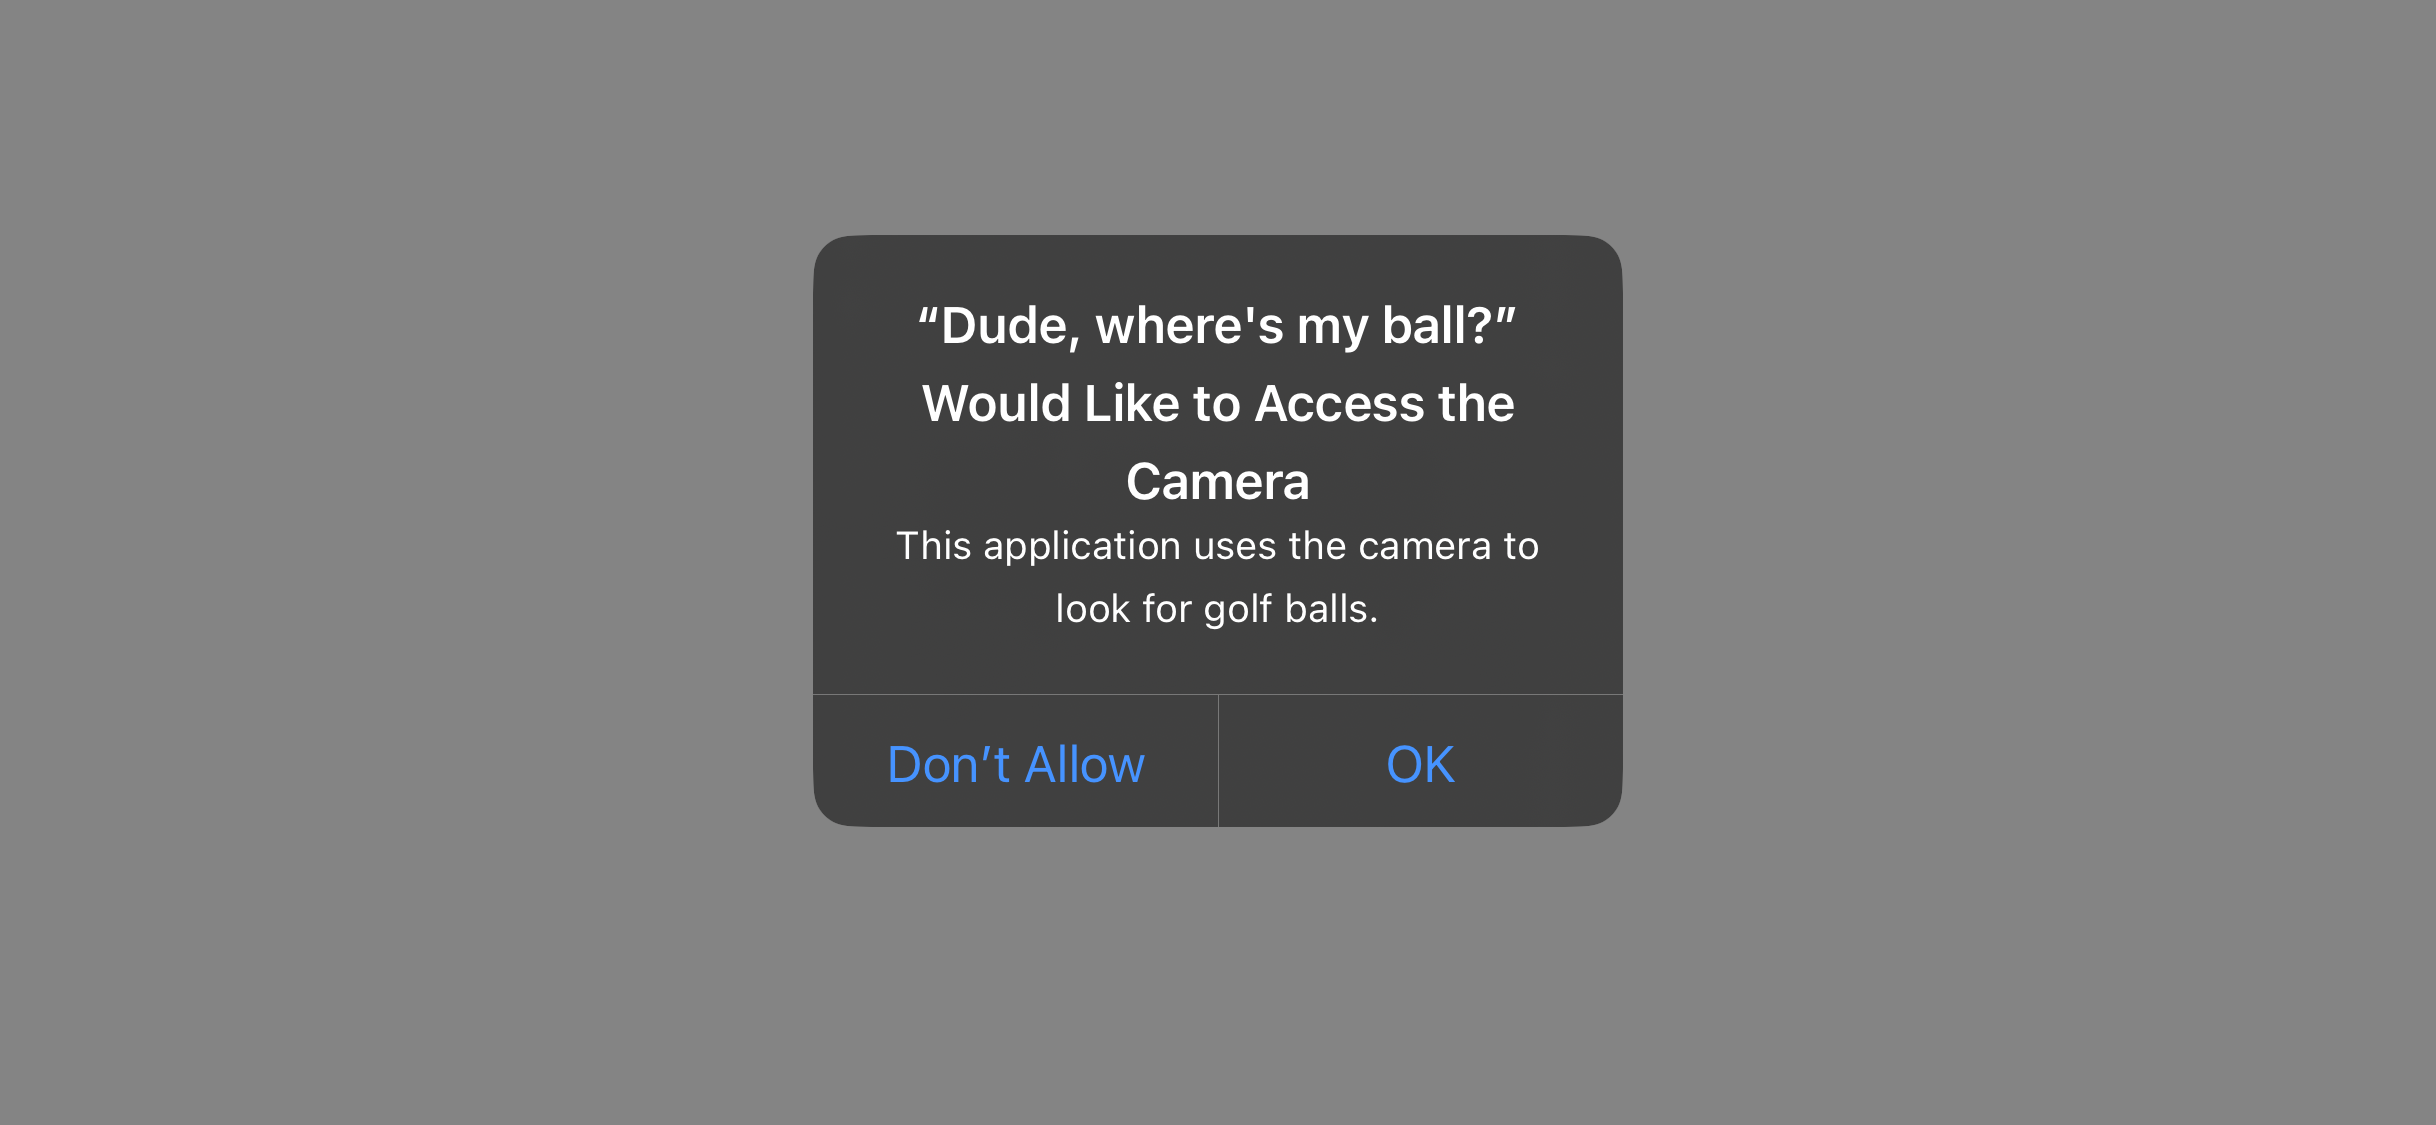 “Dude, where's my ball?”
Would Like to Access the
Camera
This application uses the camera to
look for golf balls.
Don’t Allow
OK